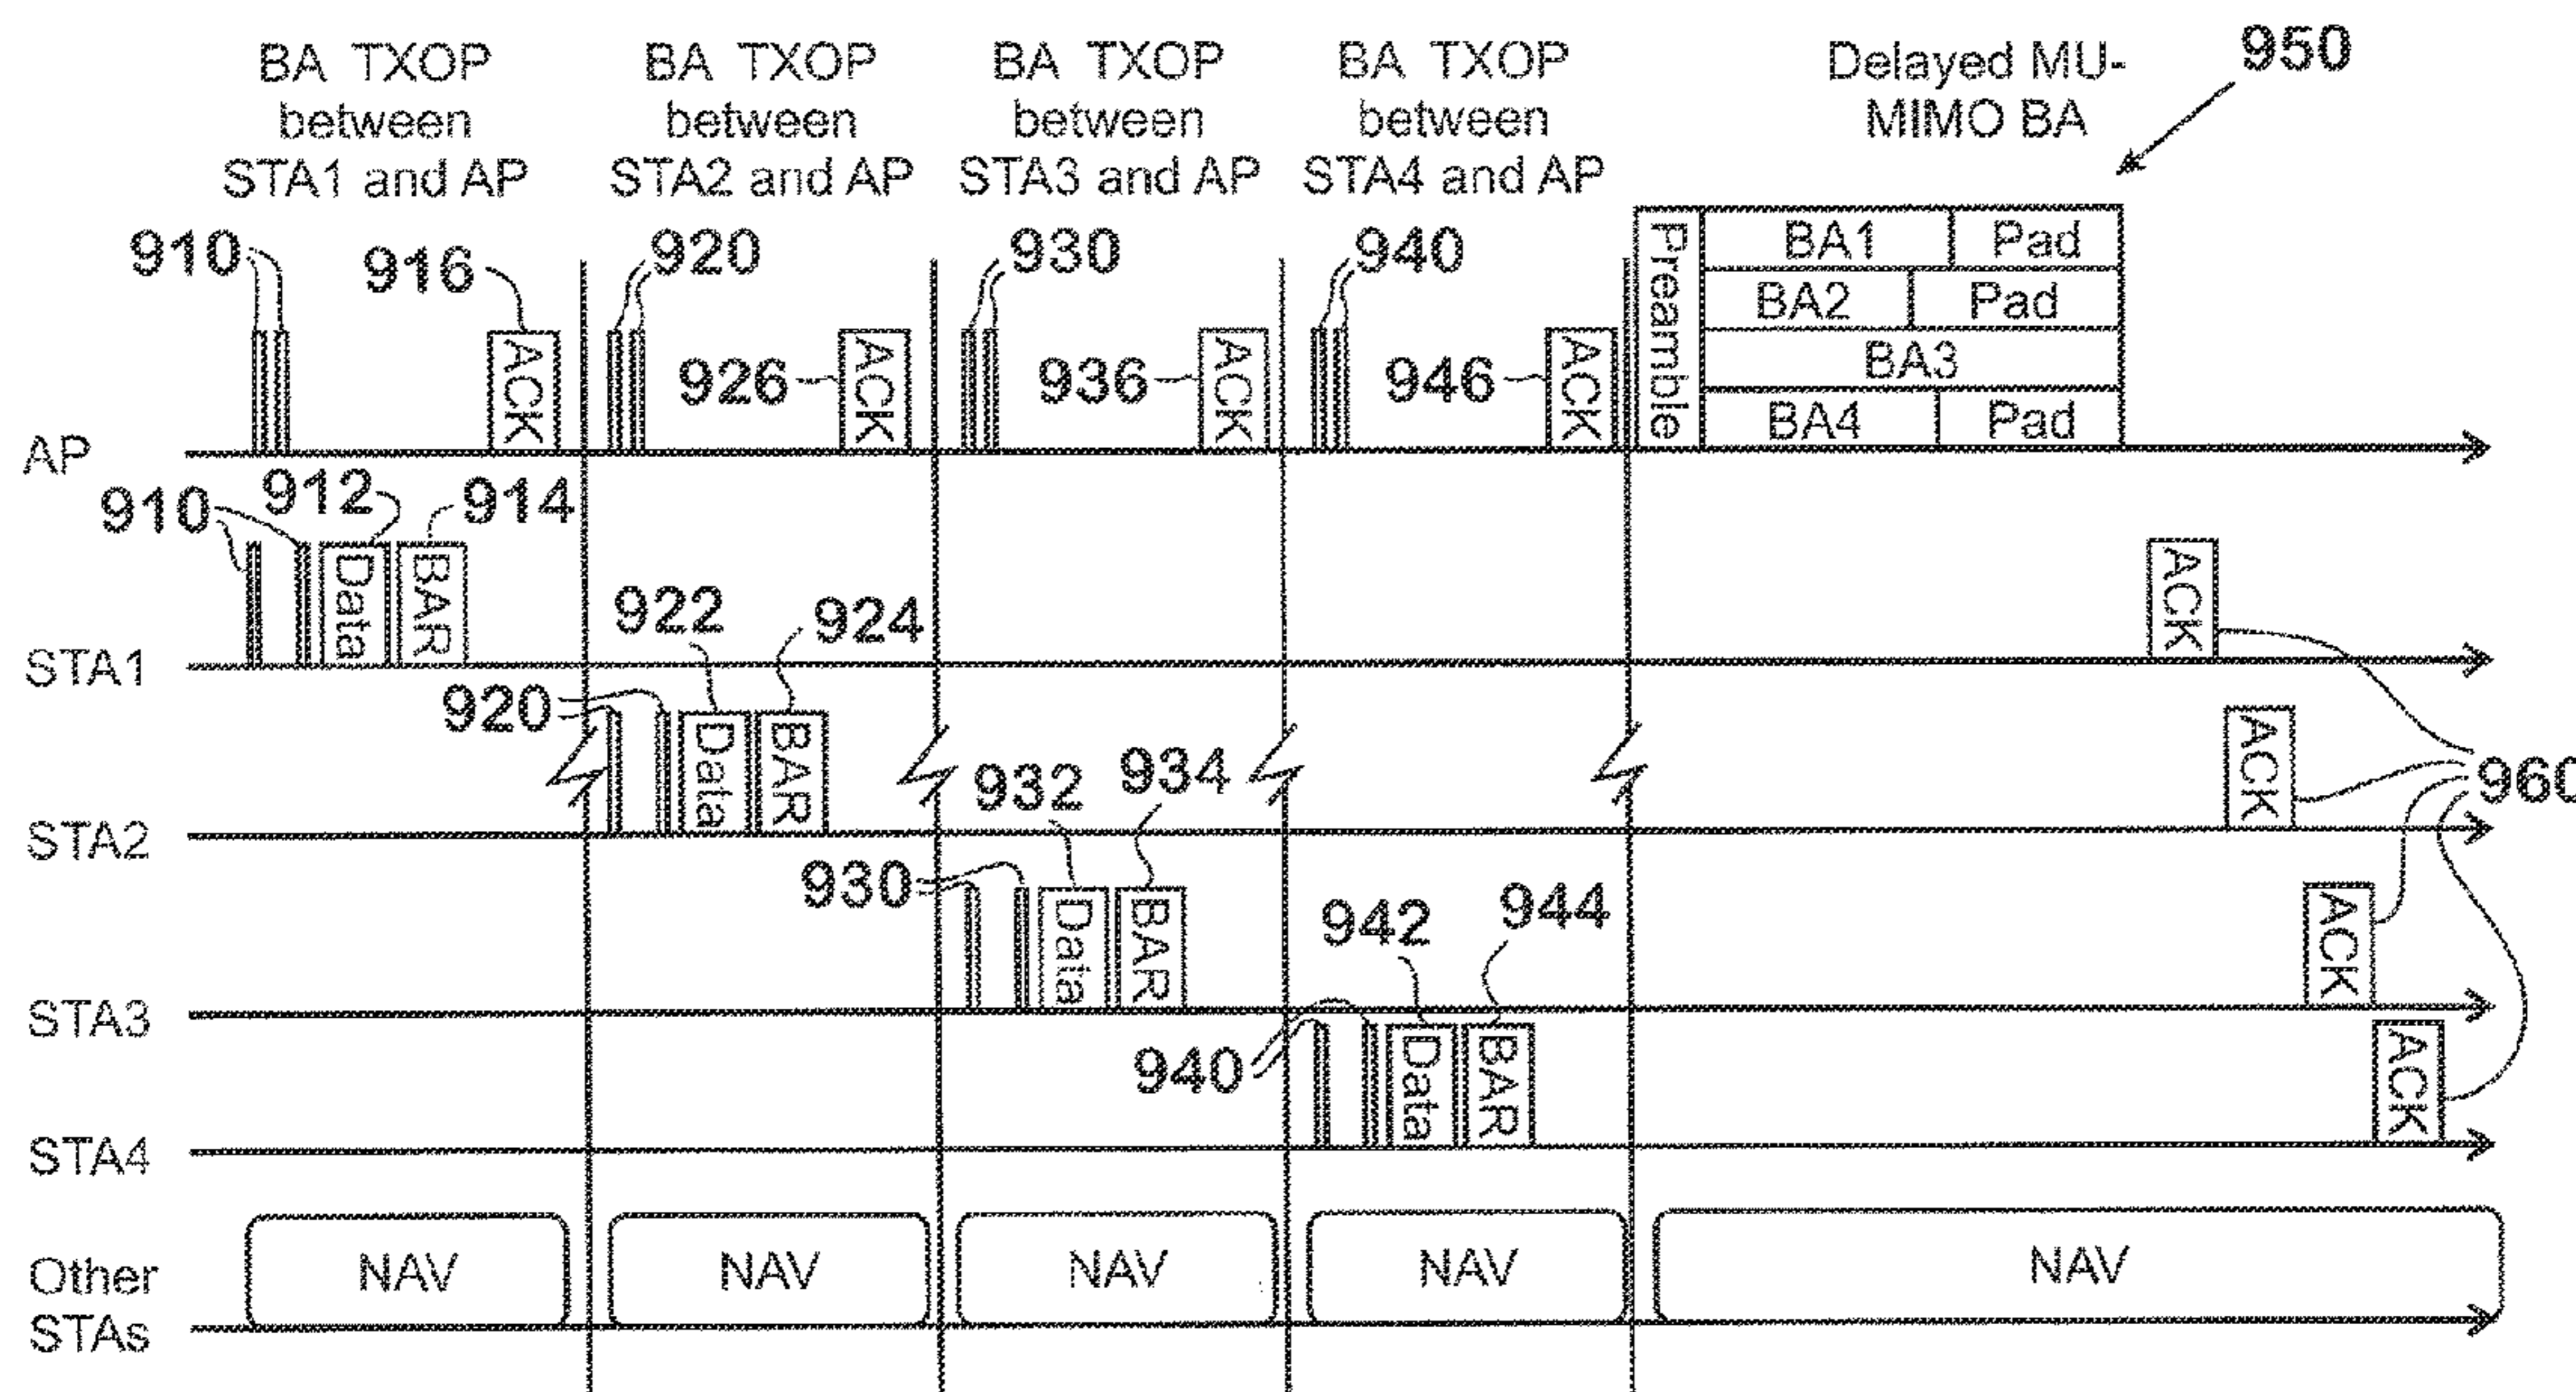 BA TXOP
between
STA1 and AP
BA TXOP
between
STA2 and AP
BA TXOP
between
STA3 and AP
BA TXOP
between
STA4 and AP
Delayed MU-
MIMO BA
950
910
916
920
926
930
936
940
946
ACK
ACK
ACK
ACK
Preamble
BA1 Pad
BA2 Pad
BA3
BA4 Pad
AP
910
912
914
Data
BAR
ACK
STA1
920
922
924
Data
BAR
ACK
960
STA2
930
932
934
Data
BAR
ACK
STA3
940
942
944
Data
BAR
ACK
STA4
NAV
NAV
NAV
NAV
NAV
Other
STAs